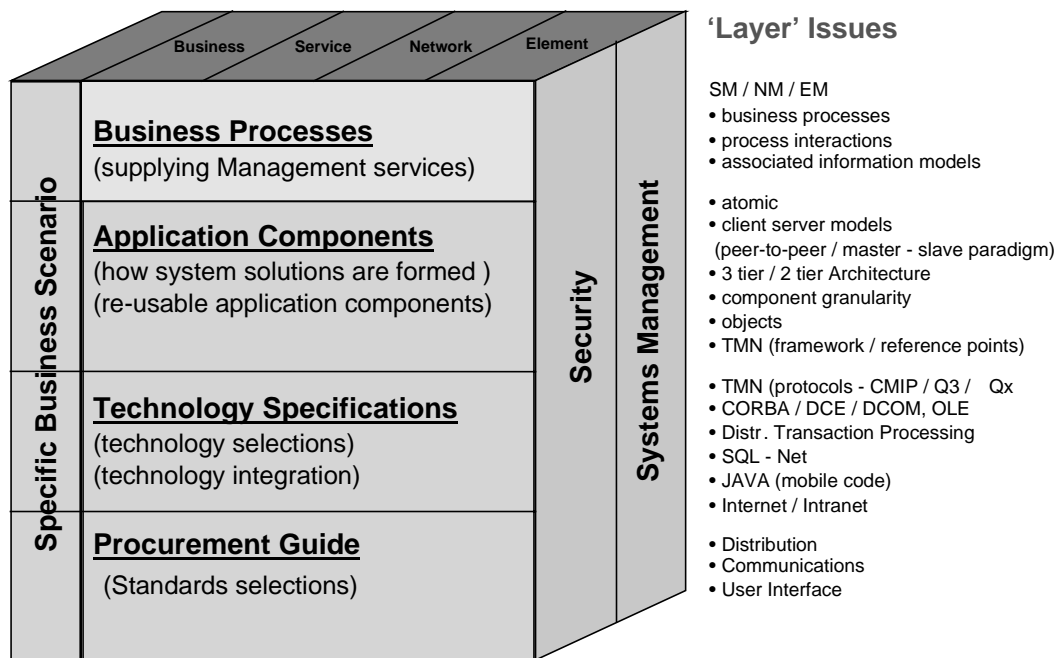 Business Service Network Element
Specific Business Scenario
Business Processes
(supplying Management services)
Application Components
(how system solutions are formed )
(re-usable application components)
Technology Specifications
(technology selections)
(technology integration)
Procurement Guide
(Standards selections)
Security
Systems Management
‘Layer’ Issues
SM / NM / EM
• business processes
• process interactions
• associated information models
• atomic
• client server models
(peer-to-peer / master - slave paradigm)
• 3 tier / 2 tier Architecture
• component granularity
• objects
• TMN (framework / reference points)
• TMN (protocols - CMIP / Q3 / Qx
• CORBA / DCE / DCOM, OLE
• Distr. Transaction Processing
• SQL - Net
• JAVA (mobile code)
• Internet / Intranet
• Distribution
• Communications
• User Interface